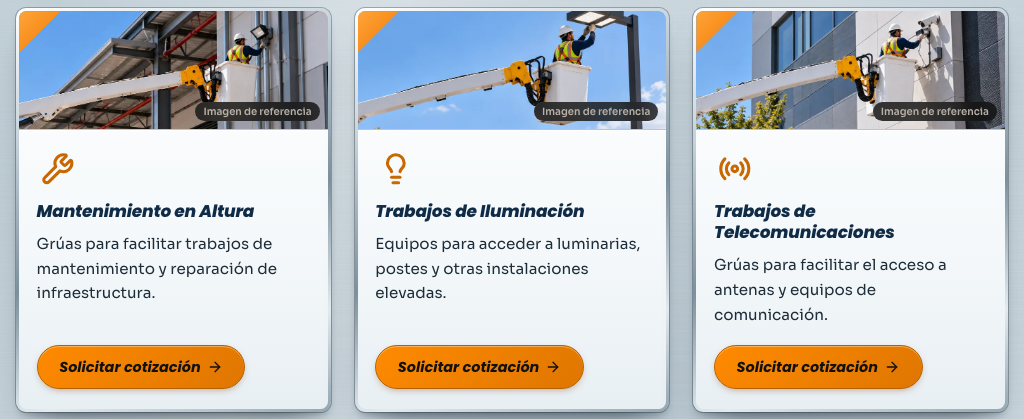 Imagen de referencia
Mantenimiento en Altura
Grúas para facilitar trabajos de
mantenimiento y reparación de
infraestructura.
Solicitar cotización →
Imagen de referencia
Trabajos de Iluminación
Equipos para acceder a luminarias,
postes y otras instalaciones
elevadas.
Solicitar cotización →
Imagen de referencia
Trabajos de
Telecomunicaciones
Grúas para facilitar el acceso a
antenas y equipos de
comunicación.
Solicitar cotización →